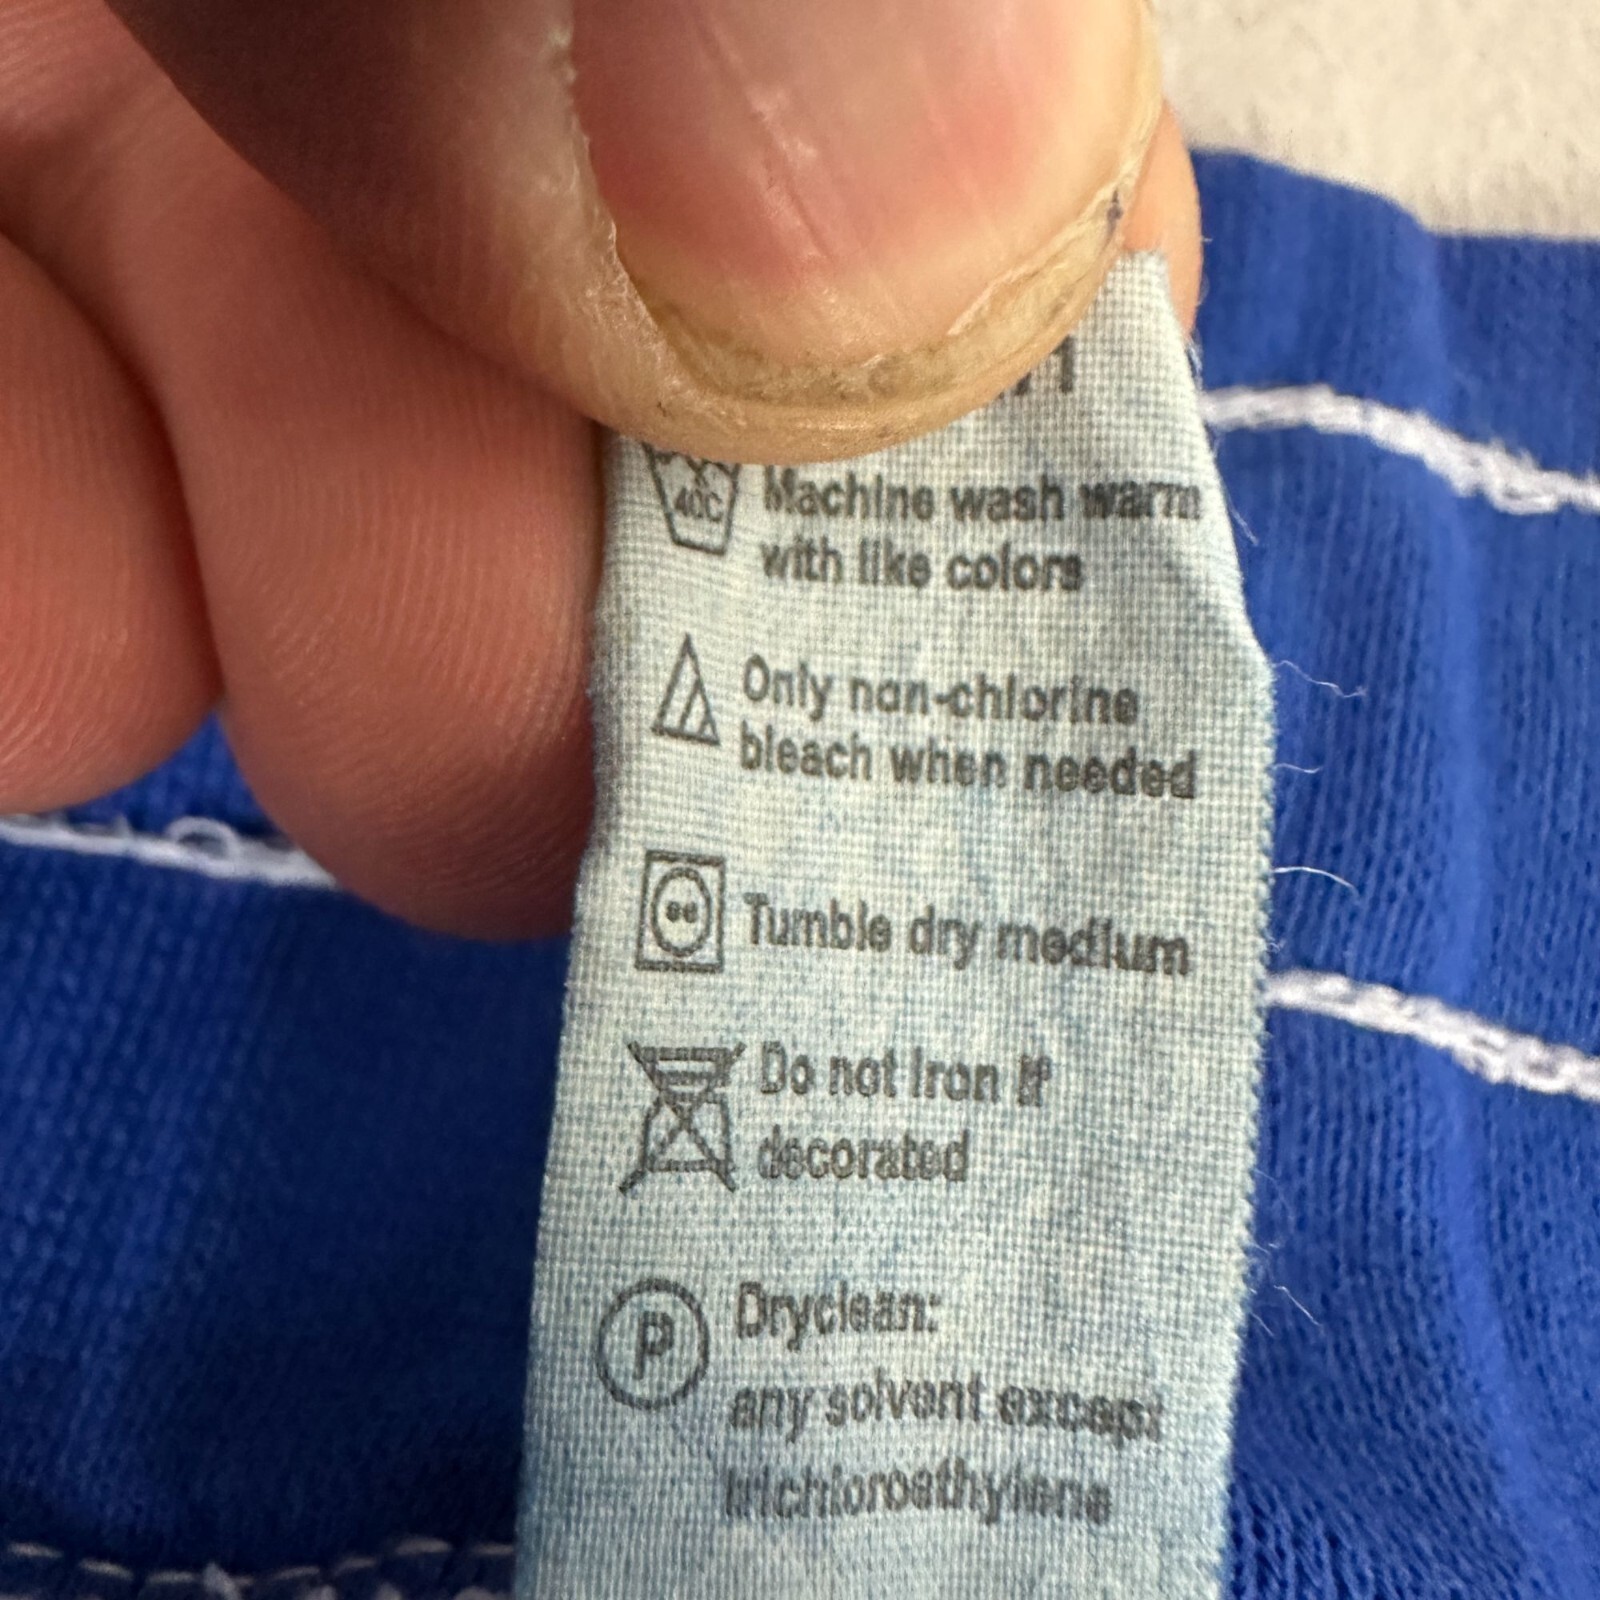 40C
Machine wash warm
with like colors
Only non-chlorine
bleach when needed
Tumble dry medium
Do not Iron if
decorated
P
Dryclean:
any solvent except
trichloroethylene